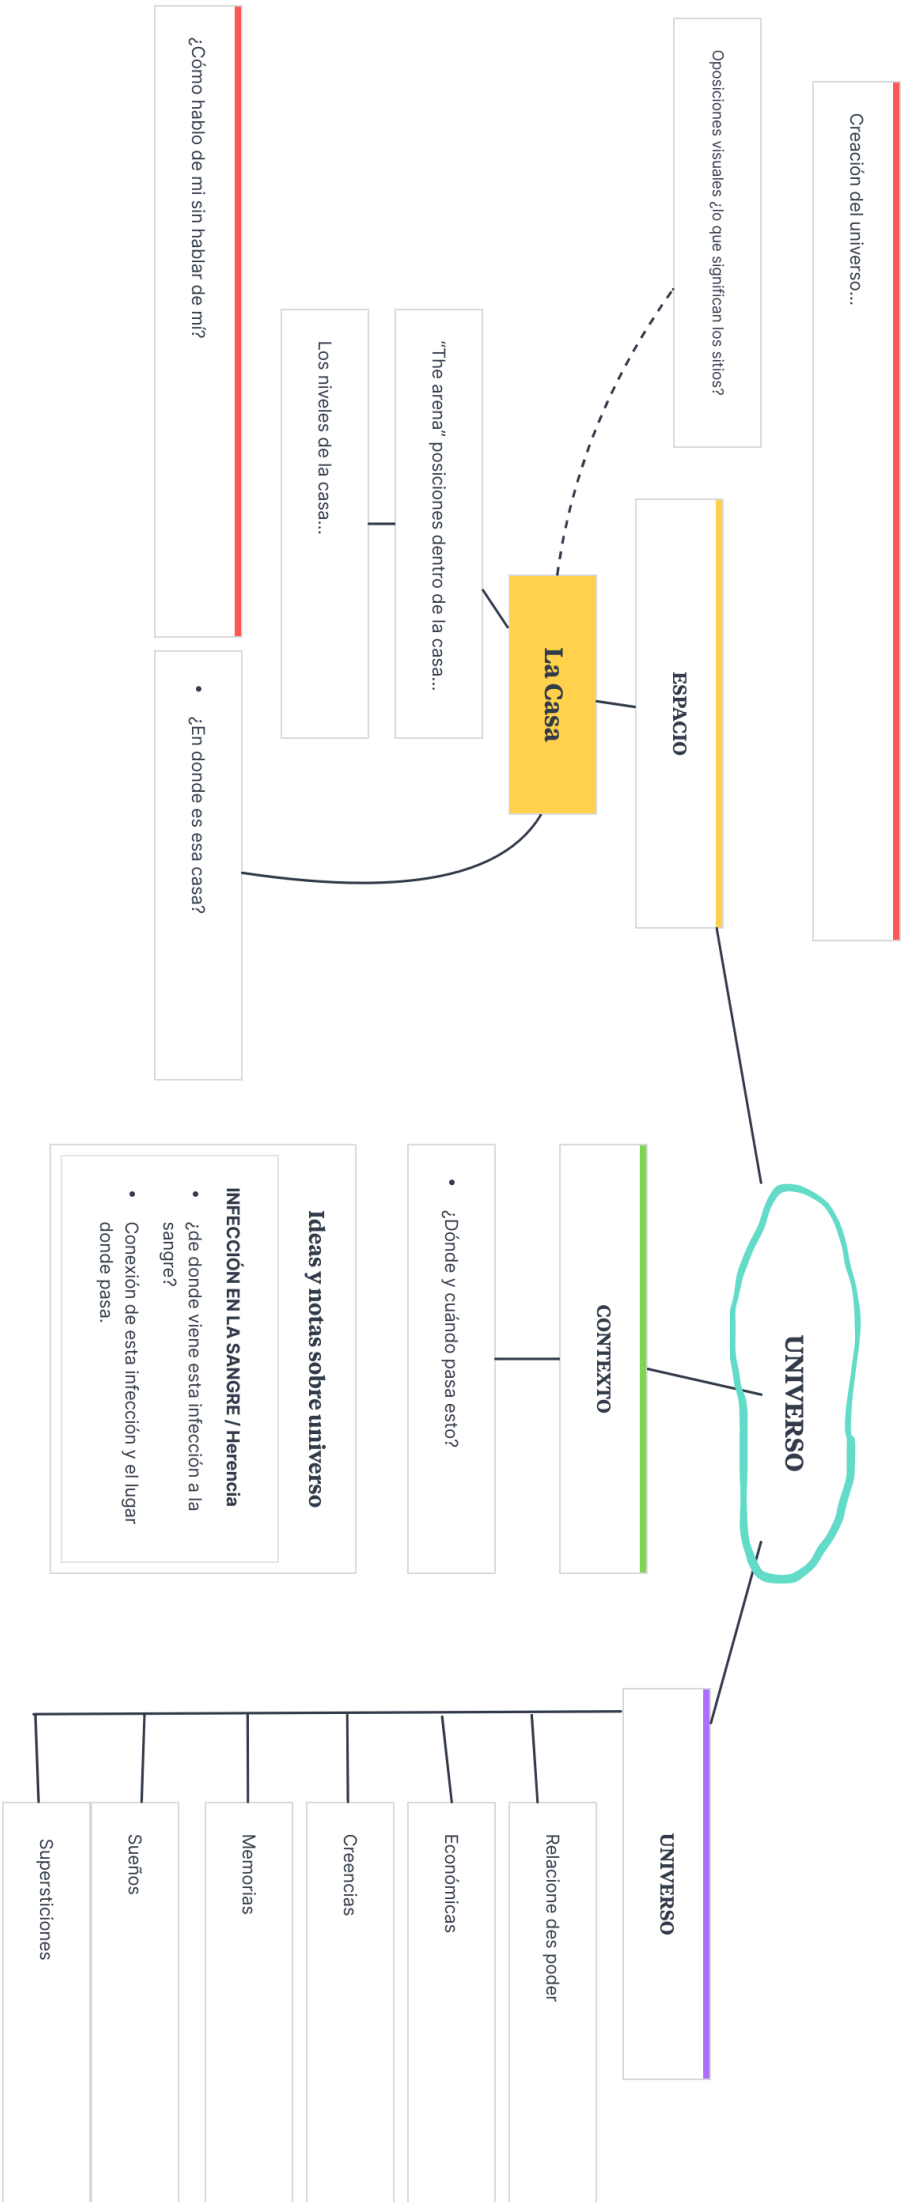 Creación del universo...
Oposiciones visuales ¿lo que significan los sitios?
UNIVERSO
ESPACIO
La Casa
"The arena" posiciones dentro de la casa...
Los niveles de la casa...
¿Cómo hablo de mi sin hablar de mí?
• ¿En donde es esa casa?
CONTEXTO
• ¿Dónde y cuándo pasa esto?
Ideas y notas sobre universo
INFECCIÓN EN LA SANGRE / Herencia
• ¿de donde viene esta infección a la
sangre?
• Conexión de esta infección y el lugar
donde pasa.
UNIVERSO
Relacione des poder
Económicas
Creencias
Memorias
Sueños
Supersticiones